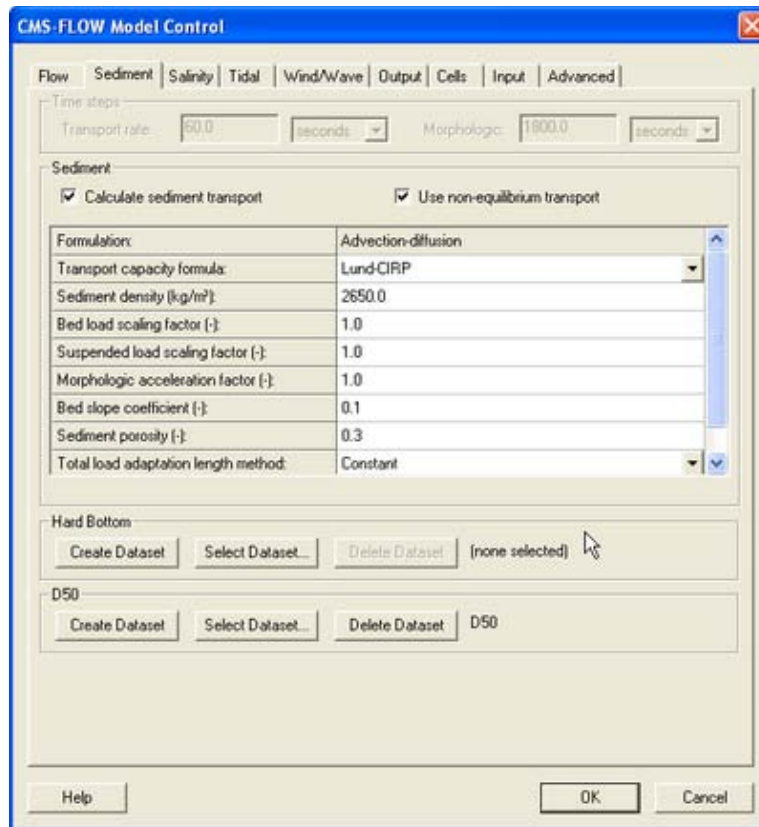 CMS-FLOW Model Control
Flow Sediment Salinity Tidal Wind/Wave Output Cells Input Advanced
Time steps
Transport rate: 60.0 seconds Morphologic: 1800.0 seconds
Sediment
Calculate sediment transport Use non-equilibrium transport
Formulation: Advection-diffusion
Transport capacity formula: Lund-CIRP
Sediment density (kg/m³): 2650.0
Bed load scaling factor (-): 1.0
Suspended load scaling factor (-): 1.0
Morphologic acceleration factor (-): 1.0
Bed slope coefficient (-): 0.1
Sediment porosity (-): 0.3
Total load adaptation length method: Constant
Hard Bottom
Create Dataset Select Dataset... Delete Dataset (none selected)
D50
Create Dataset Select Dataset... Delete Dataset D50
Help OK Cancel